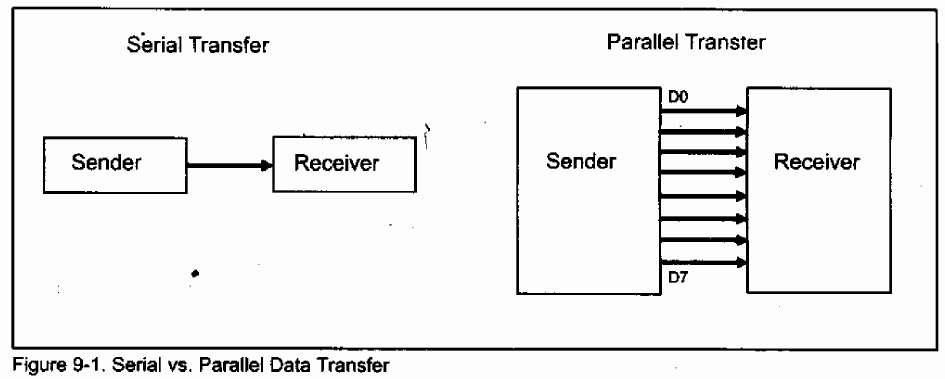 Serial Transfer
Parallel Transter
D0
Sender
Receiver
Sender
Receiver
D7
Figure 9-1. Serial vs. Parallel Data Transfer